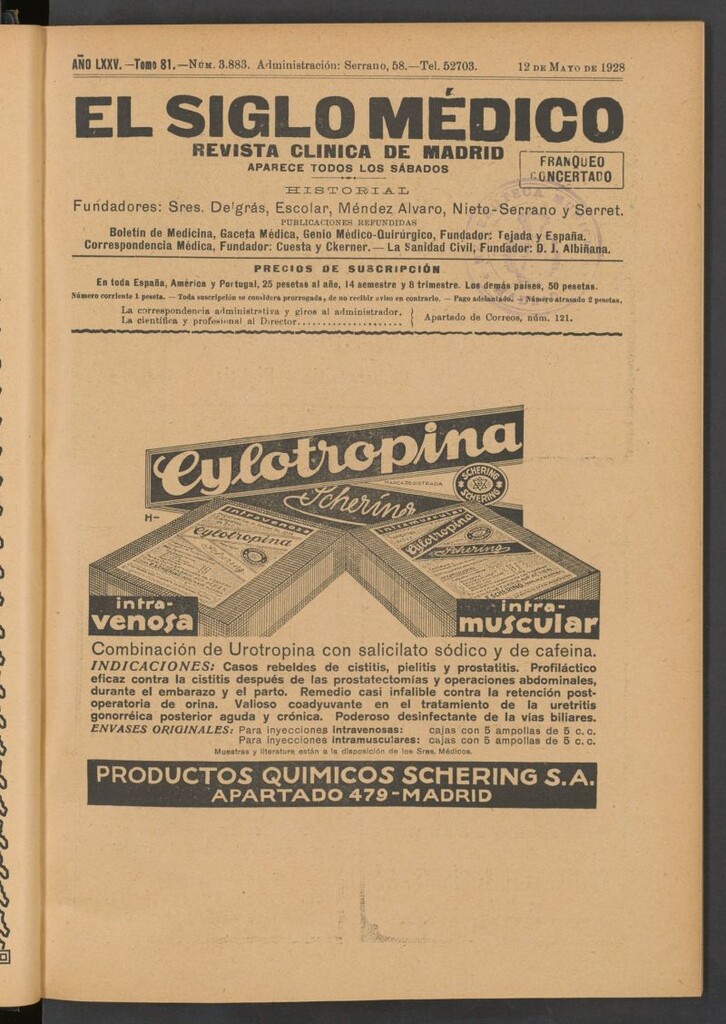 AÑO LXXV. —Tomo 81.—NÚM. 3.883. Administración: Serrano, 58.—Tel. 52703. 12 DE MAYO DE 1928
EL SIGLO MÉDICO
REVISTA CLINICA DE MADRID
APARECE TODOS LOS SÁBADOS
FRANQUEO
CONCERTADO
HISTORIAL
Fundadores: Sres. Delgrás, Escolar, Méndez Alvaro, Nieto-Serrano y Serret.
PUBLICACIONES REFUNDIDAS
Boletín de Medicina, Gaceta Médica, Genio Médico-Quirúrgico, Fundador: Tejada y España.
Correspondencia Médica, Fundador: Cuesta y Ckerner. — La Sanidad Civil, Fundador: D. J. Albiñana.
PRECIOS DE SUSCRIPCIÓN
En toda España, América y Portugal, 25 pesetas al año, 14 semestre y 8 trimestre. Los demás países, 50 pesetas.
Número corriente 1 peseta. — Toda suscripción se considera prorrogada, de no recibir aviso en contrario. — Pago adelantado. — Número atrasado 2 pesetas.
La correspondencia administrativa y giros al administrador.
La científica y profesional al Director.....................
Apartado de Correos, núm. 121.
Cylotropina
MARCA REGISTRADA
Schering
SCHERING
SCHERING
H-
intravenosa
Cylotropina
intramuscular
Cylotropina
Schering
intra-
venosa
intra-
muscular
Combinación de Urotropina con salicilato sódico y de cafeina.
INDICACIONES: Casos rebeldes de cistitis, pielitis y prostatitis. Profiláctico
eficaz contra la cistitis después de las prostatectomías y operaciones abdominales,
durante el embarazo y el parto. Remedio casi infalible contra la retención post-
operatoria de orina. Valioso coadyuvante en el tratamiento de la uretritis
gonorréica posterior aguda y crónica. Poderoso desinfectante de la vías biliares.
ENVASES ORIGINALES: Para inyecciones intravenosas: cajas con 5 ampollas de 5 c. c.
Para inyecciones intramusculares: cajas con 5 ampollas de 5 c. c.
Muestras y literatura están a la disposición de los Sres. Médicos.
PRODUCTOS QUIMICOS SCHERING S.A.
APARTADO 479-MADRID